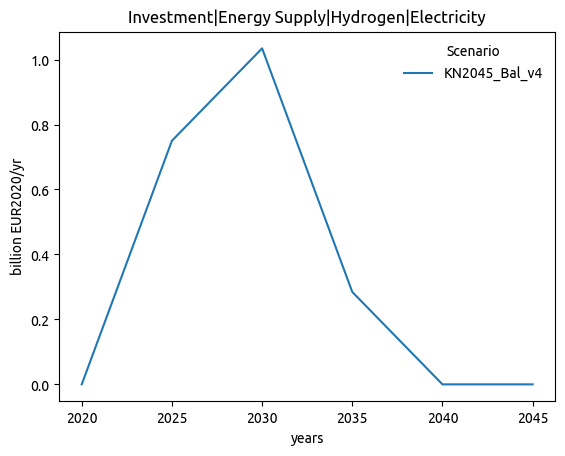 Investment|Energy Supply|Hydrogen|Electricity
Scenario
KN2045_Bal_v4
billion EUR2020/yr
1.0
0.8
0.6
0.4
0.2
0.0
2020 2025 2030 2035 2040 2045
years